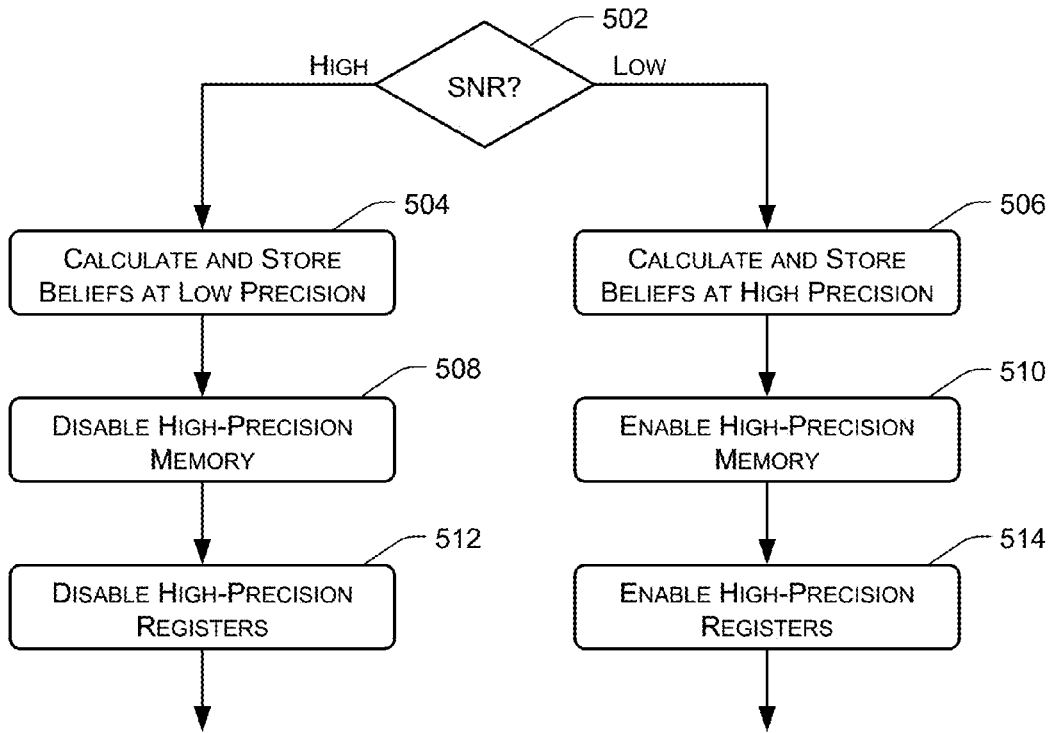 502
HIGH
SNR?
LOW
504
506
CALCULATE AND STORE
BELIEFS AT LOW PRECISION
CALCULATE AND STORE
BELIEFS AT HIGH PRECISION
508
510
DISABLE HIGH-PRECISION
MEMORY
ENABLE HIGH-PRECISION
MEMORY
512
514
DISABLE HIGH-PRECISION
REGISTERS
ENABLE HIGH-PRECISION
REGISTERS